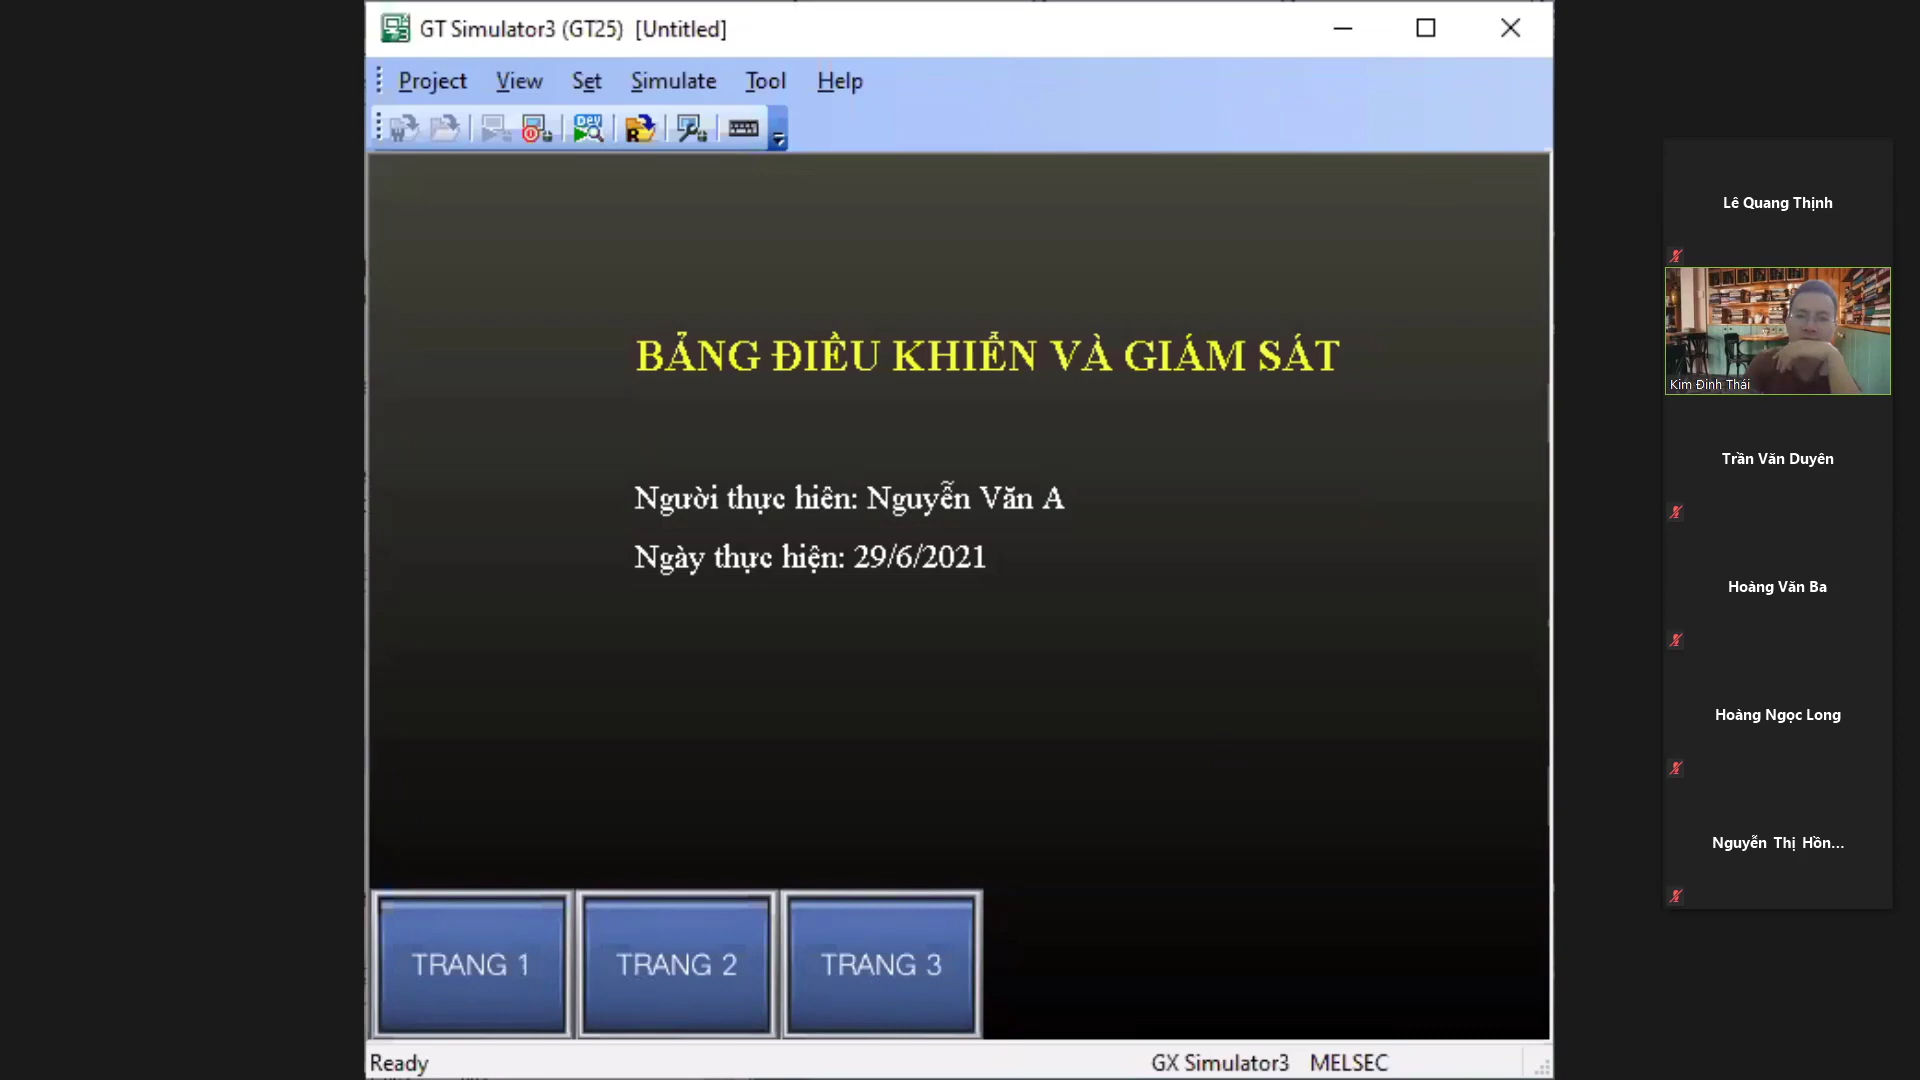 GT Simulator3 (GT25) [Untitled]
Project View Set Simulate Tool Help
BẢNG ĐIỀU KHIỂN VÀ GIÁM SÁT
Người thực hiên: Nguyễn Văn A
Ngày thực hiện: 29/6/2021
TRANG 1 TRANG 2 TRANG 3
Ready GX Simulator3 MELSEC
Lê Quang Thịnh
Kim Đinh Thái
Trần Văn Duyên
Hoàng Văn Ba
Hoàng Ngọc Long
Nguyễn Thị Hồn...